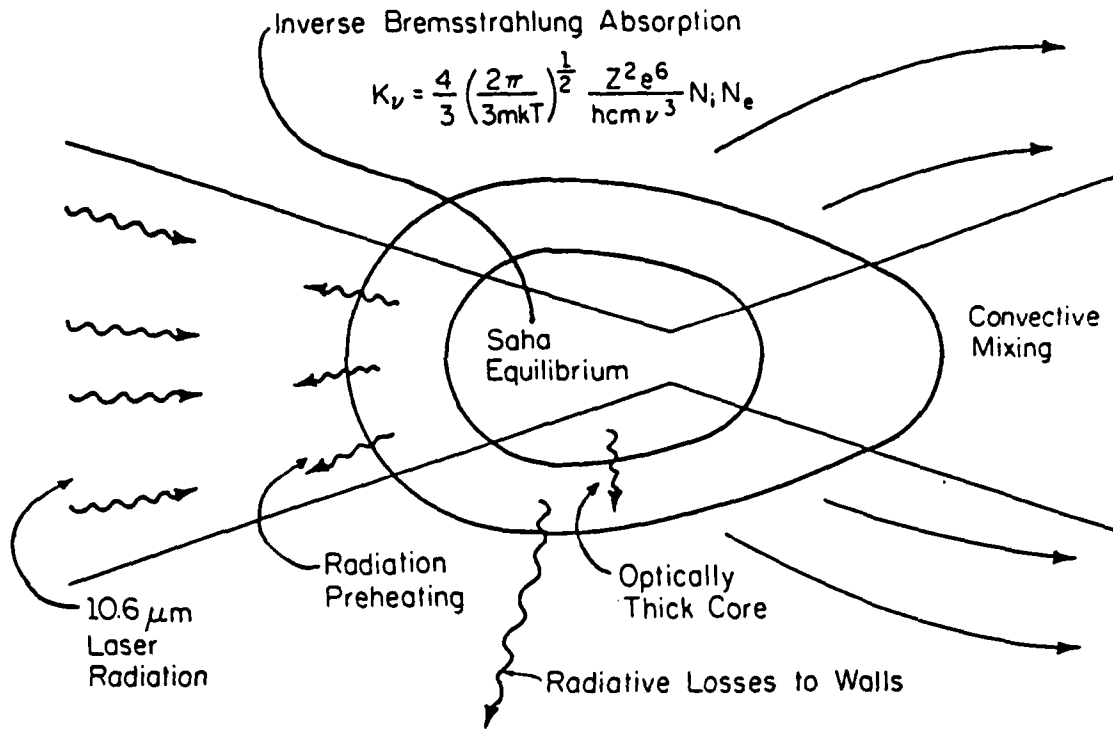 Inverse Bremsstrahlung Absorption
K_ν = 4/3 (2π/3mkT)^1/2 Z²e⁶/hcmν³ N_i N_e
Saha
Equilibrium
Convective
Mixing
Radiation
Preheating
Optically
Thick Core
10.6 μm
Laser
Radiation
Radiative Losses to Walls